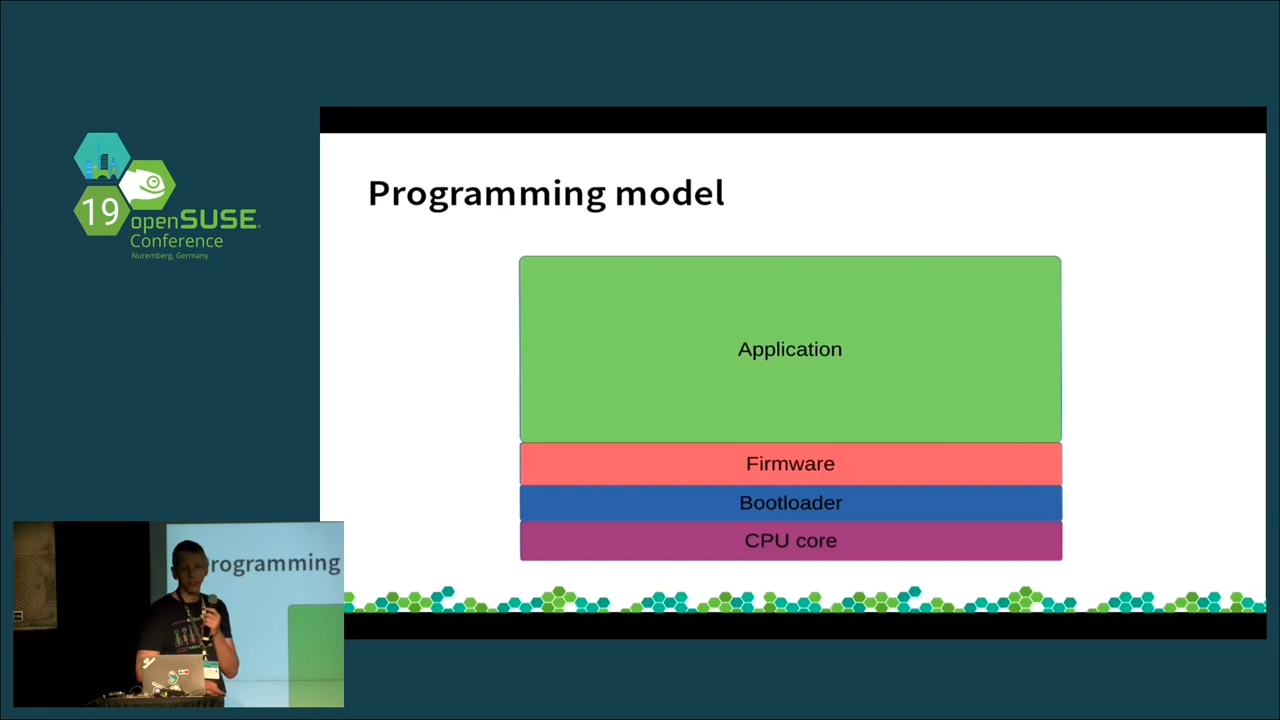 19
openSUSE
Conference
Nuremberg, Germany
Programming model
Application
Firmware
Bootloader
CPU core
rogramming